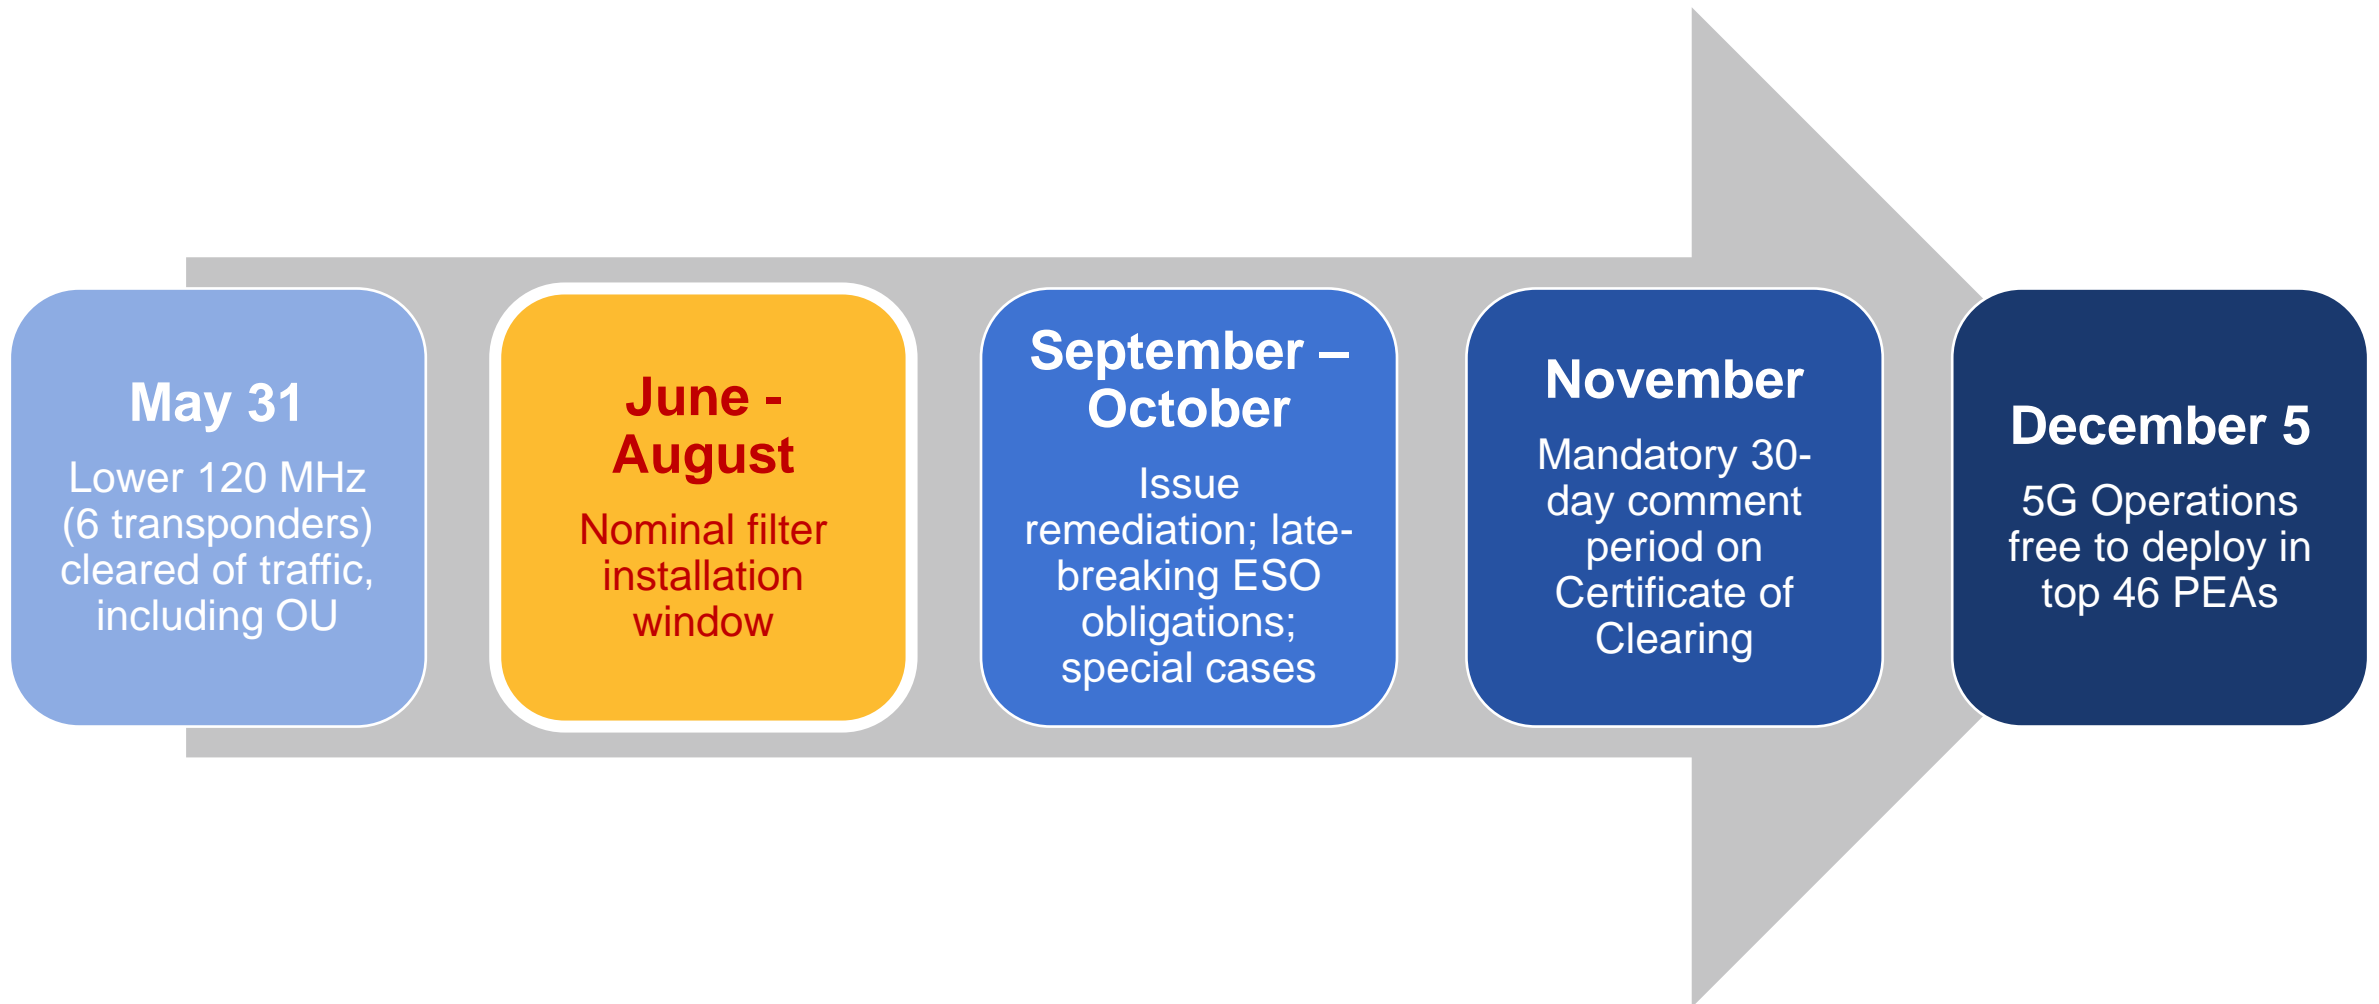 May 31
Lower 120 MHz
(6 transponders)
cleared of traffic,
including OU
June -
August
Nominal filter
installation
window
September –
October
Issue
remediation; late-
breaking ESO
obligations;
special cases
November
Mandatory 30-
day comment
period on
Certificate of
Clearing
December 5
5G Operations
free to deploy in
top 46 PEAs